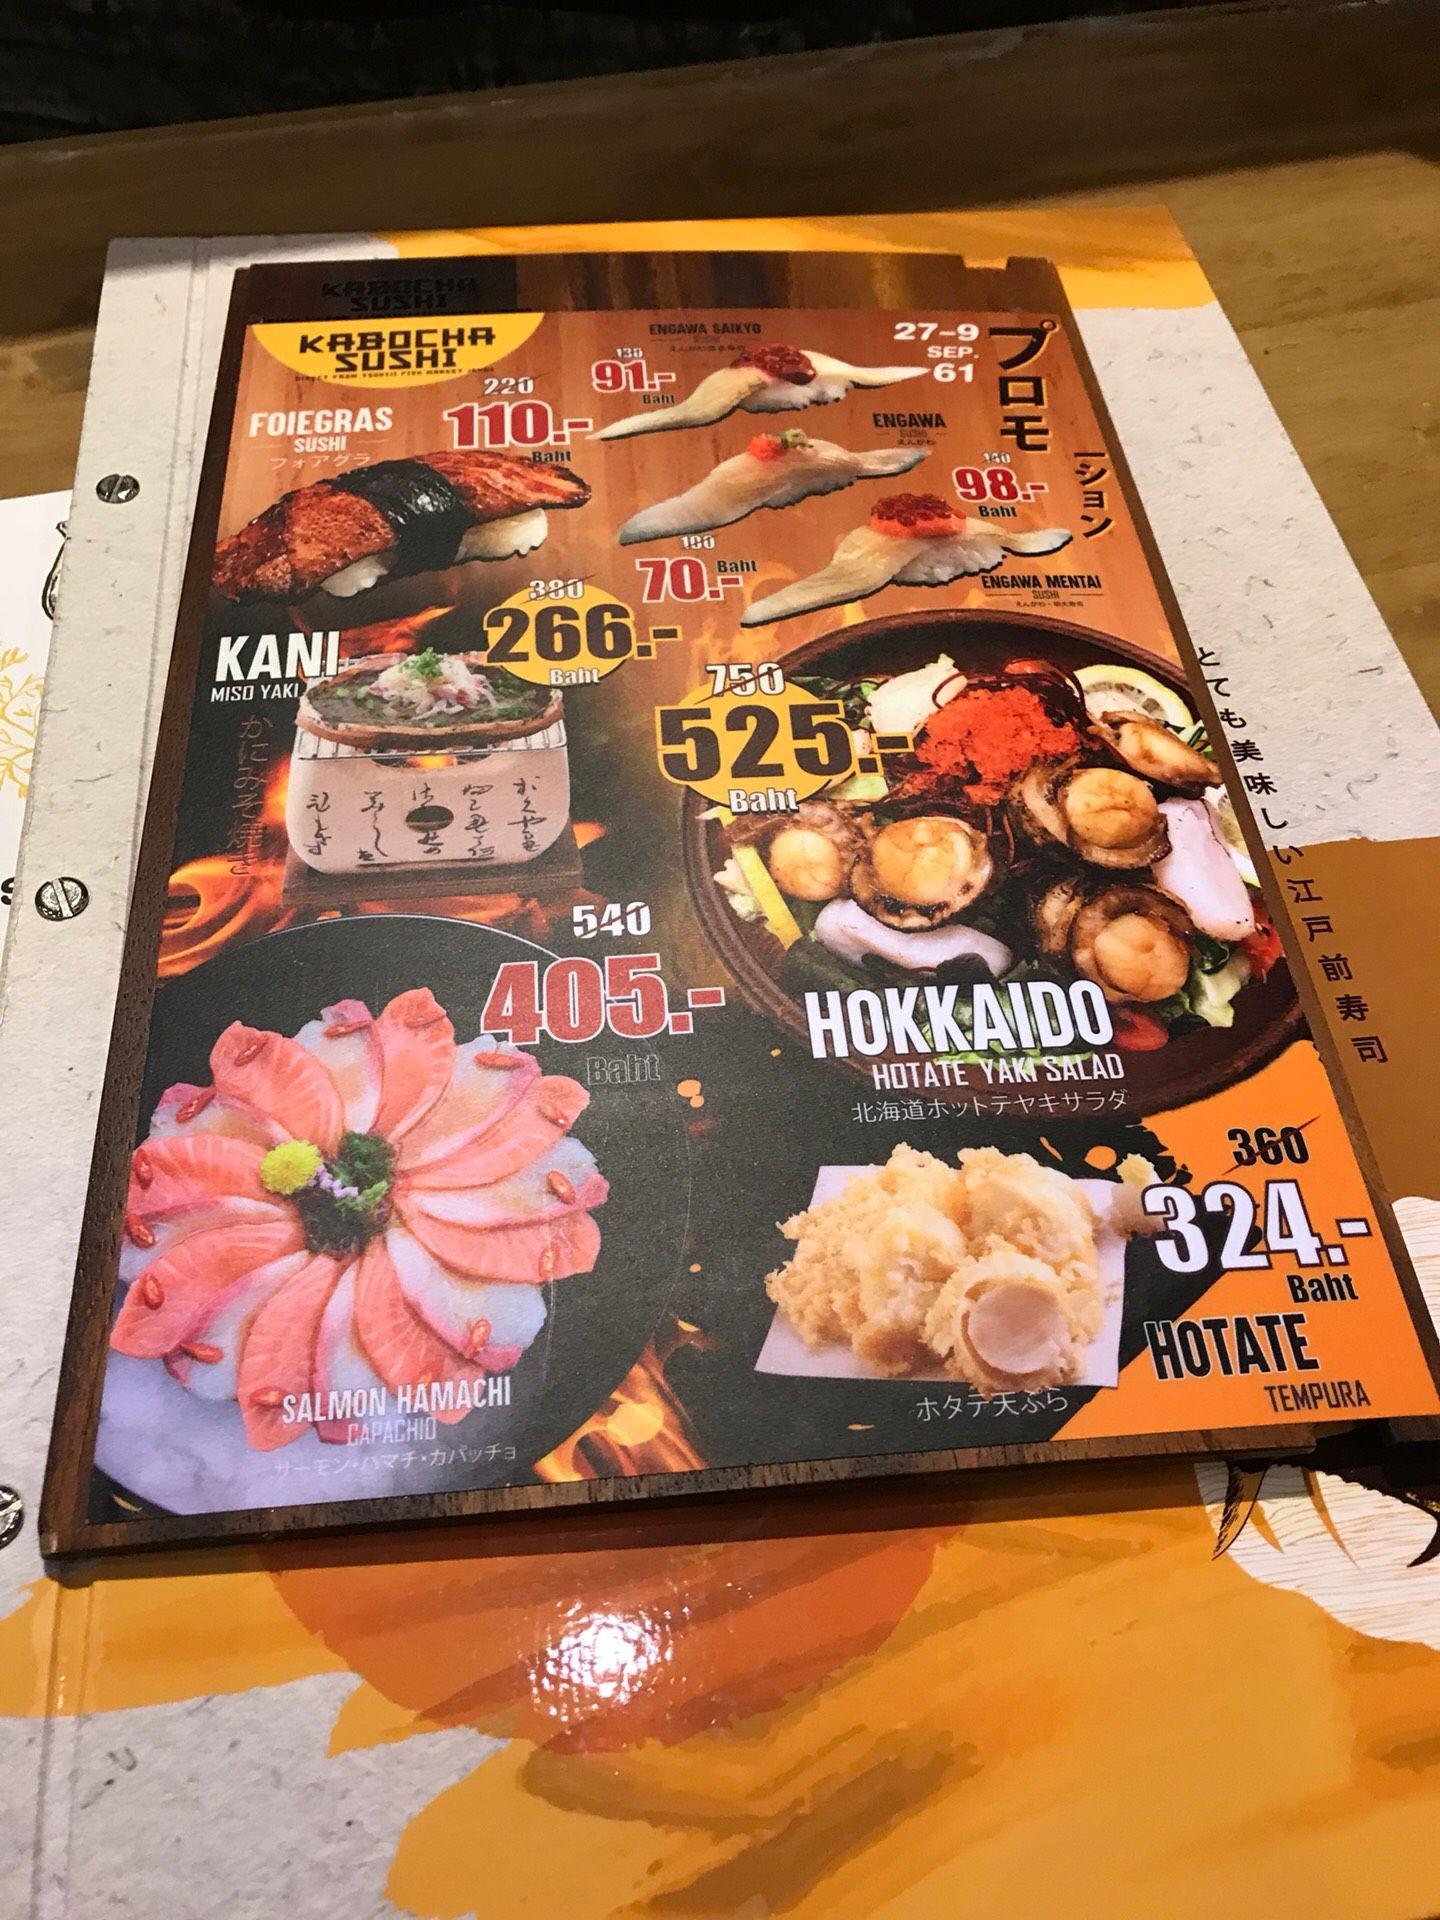 KABOCHA
SUSHI
KABOCHA
SUSHI
DIRECT FROM TSUKIJI FISH MARKET JAPAN
ENGAWA SAIKYO
130
91.-
Baht
27-9
SEP.
61
プロモーション
FOIEGRAS
SUSHI
フォアグラ
220
110.-
Baht
ENGAWA
SUSHI
えんがわ
140
98.-
Baht
100
70.-
Baht
ENGAWA MENTAI
SUSHI
KANI
MISO YAKI
かにみそ焼き
380
266.-
Baht
750
525.-
Baht
とても美味しい江戸前寿司
540
405.-
Baht
HOKKAIDO
HOTATE YAKI SALAD
北海道ホットテヤキサラダ
360
324.-
Baht
HOTATE
TEMPURA
ホタテ天ぷら
SALMON HAMACHI
CAPACHIO
サーモン・ハマチ・カパッチョ